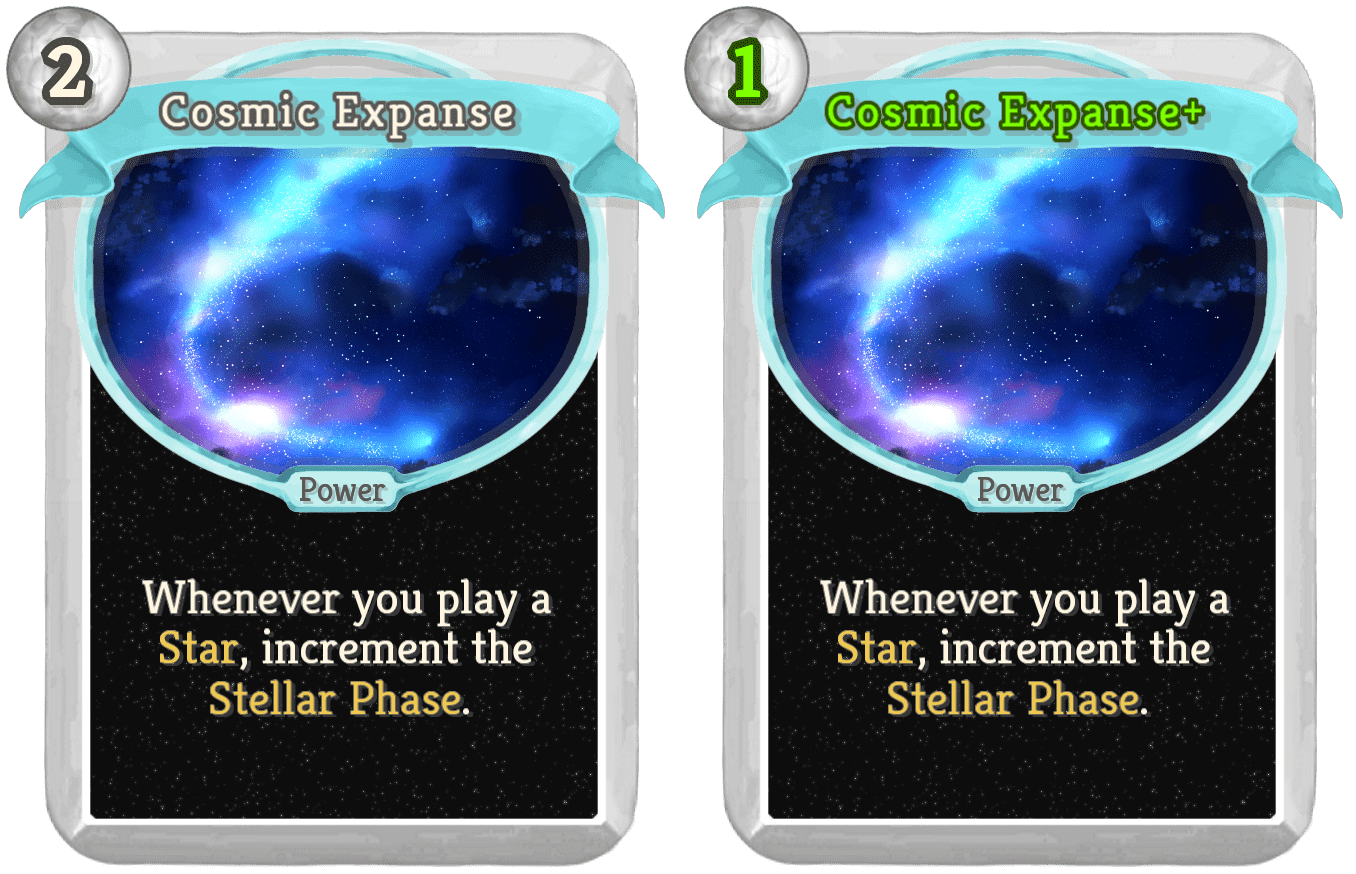 2
Cosmic Expanse
Power
Whenever you play a
Star, increment the
Stellar Phase.
1
Cosmic Expanse+
Power
Whenever you play a
Star, increment the
Stellar Phase.